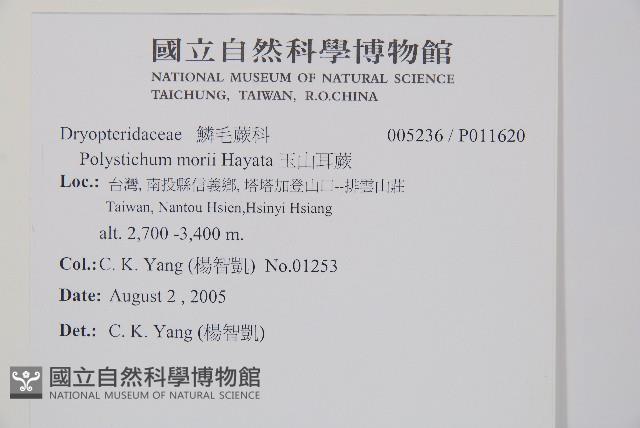 國立自然科學博物館
NATIONAL MUSEUM OF NATURAL SCIENCE
TAICHUNG, TAIWAN, R.O.CHINA
Dryopteridaceae 鱗毛蕨科 005236 / P011620
Polystichum morii Hayata 玉山耳蕨
Loc.: 台灣, 南投縣信義鄉, 塔塔加登山口--排雲山莊
Taiwan, Nantou Hsien,Hsinyi Hsiang
alt. 2,700 -3,400 m.
Col.: C. K. Yang (楊智凱) No.01253
Date: August 2 , 2005
Det.: C. K. Yang (楊智凱)
國立自然科學博物館
NATIONAL MUSEUM OF NATURAL SCIENCE